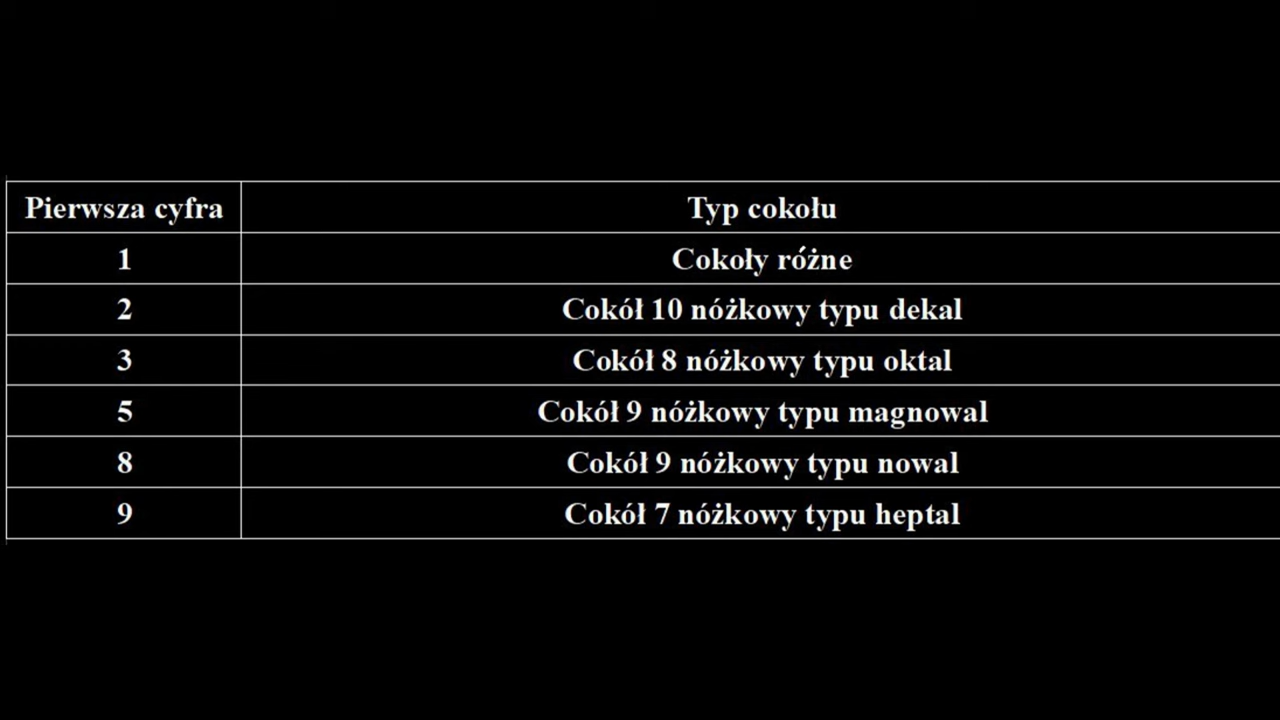 Pierwsza cyfra Typ cokołu
1 Cokoły różne
2 Cokół 10 nóżkowy typu dekal
3 Cokół 8 nóżkowy typu oktal
5 Cokół 9 nóżkowy typu magnowal
8 Cokół 9 nóżkowy typu nowal
9 Cokół 7 nóżkowy typu heptal